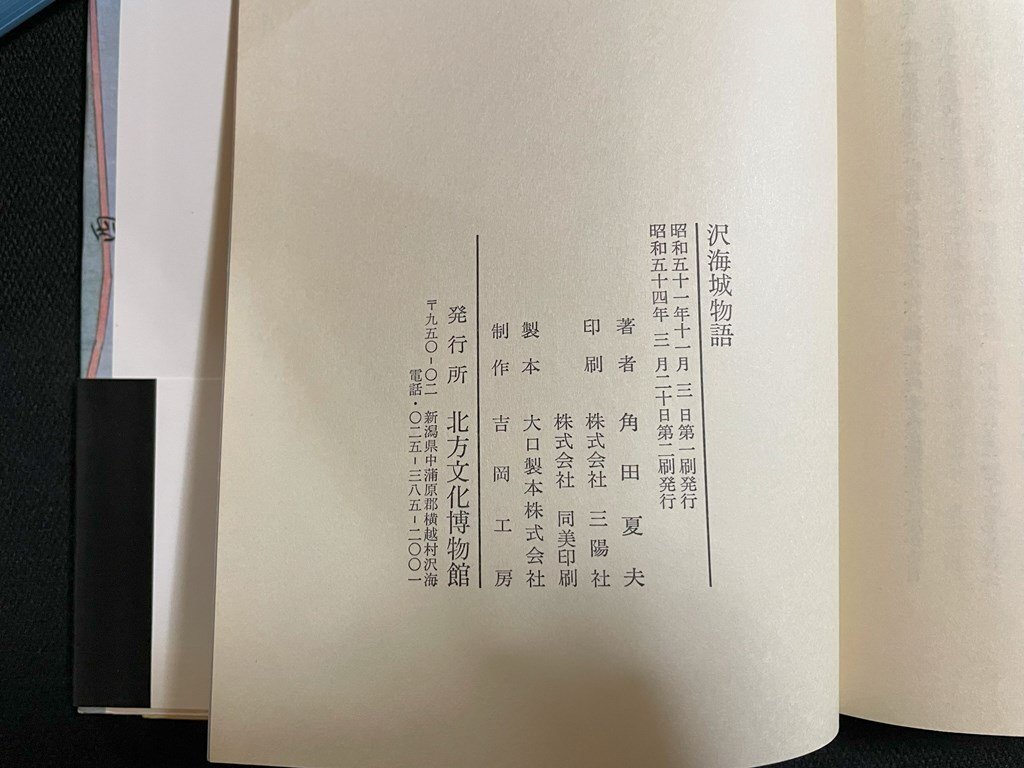 沢海城物語
昭和五十一年十一月 三 日第一刷発行
昭和五十四年 三 月二十日第二刷発行
著者 角田夏夫
印刷 株式会社 三陽社
株式会社 同美印刷
製本 大口製本株式会社
制作 吉岡工房
発行所 北方文化博物館
〒九五〇-〇二 新潟県中蒲原郡横越村沢海
電話・〇二五-三八五-二〇〇一